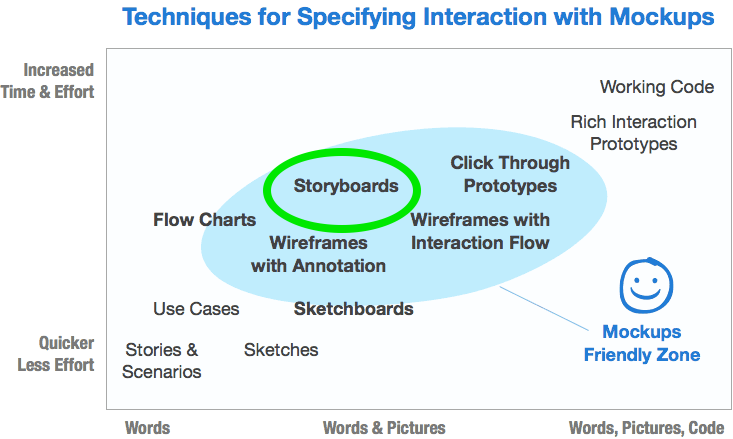 Techniques for Specifying Interaction with Mockups
Increased
Time & Effort
Working Code
Rich Interaction
Prototypes
Click Through
Prototypes
Storyboards
Flow Charts
Wireframes with
Interaction Flow
Wireframes
with Annotation
Use Cases
Sketchboards
Mockups
Friendly Zone
Quicker
Less Effort
Stories &
Scenarios
Sketches
Words
Words & Pictures
Words, Pictures, Code